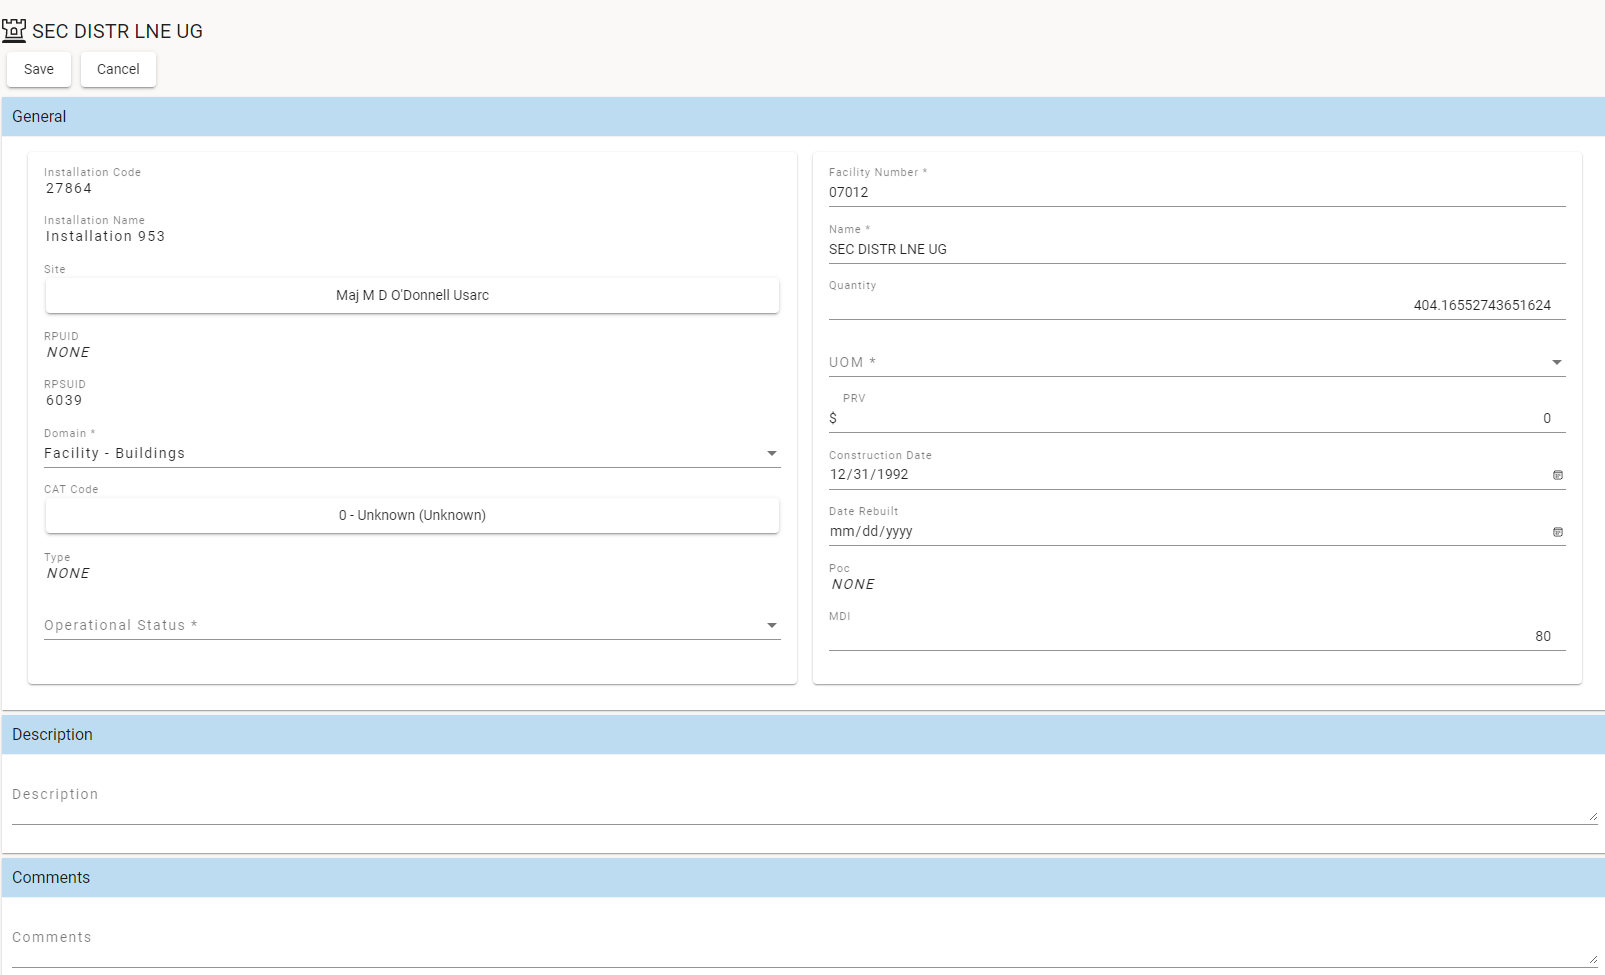 SEC DISTR LNE UG
Save
Cancel
General
Installation Code
27864
Installation Name
Installation 953
Site
Maj M D O'Donnell Usarc
RPUID
NONE
RPSUID
6039
Domain *
Facility - Buildings
CAT Code
0 - Unknown (Unknown)
Type
NONE
Operational Status *
Facility Number *
07012
Name *
SEC DISTR LNE UG
Quantity
404.16552743651624
UOM *
PRV
$ 0
Construction Date
12/31/1992
Date Rebuilt
mm/dd/yyyy
Poc
NONE
MDI
80
Description
Description
Comments
Comments